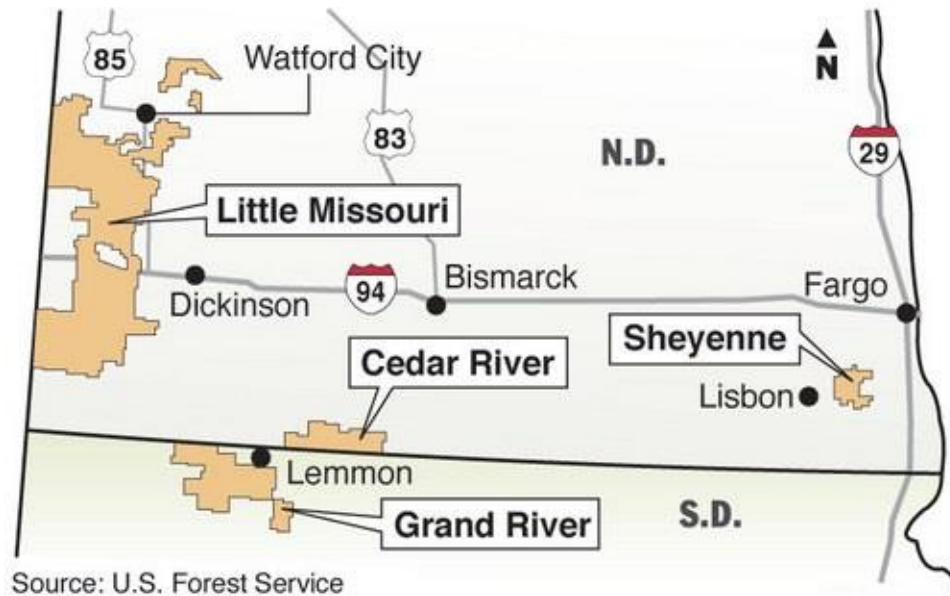 85
Watford City
N
83
N.D.
29
Little Missouri
Bismarck
Dickinson
94
Fargo
Sheyenne
Cedar River
Lisbon
Lemmon
Grand River
S.D.
Source: U.S. Forest Service